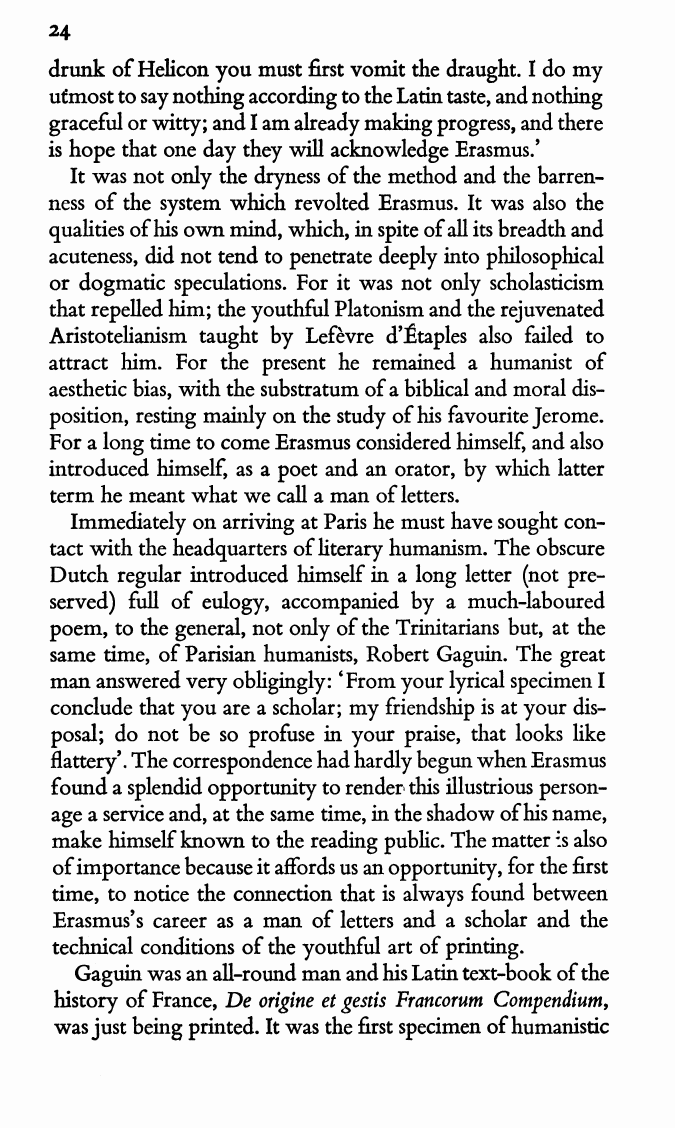 24
drunk of Helicon you must first vomit the draught. I do my
utmost to say nothing according to the Latin taste, and nothing
graceful or witty; and I am already making progress, and there
is hope that one day they will acknowledge Erasmus.’
It was not only the dryness of the method and the barren-
ness of the system which revolted Erasmus. It was also the
qualities of his own mind, which, in spite of all its breadth and
acuteness, did not tend to penetrate deeply into philosophical
or dogmatic speculations. For it was not only scholasticism
that repelled him; the youthful Platonism and the rejuvenated
Aristotelianism taught by Lefèvre d’Étaples also failed to
attract him. For the present he remained a humanist of
aesthetic bias, with the substratum of a biblical and moral dis-
position, resting mainly on the study of his favourite Jerome.
For a long time to come Erasmus considered himself, and also
introduced himself, as a poet and an orator, by which latter
term he meant what we call a man of letters.
Immediately on arriving at Paris he must have sought con-
tact with the headquarters of literary humanism. The obscure
Dutch regular introduced himself in a long letter (not pre-
served) full of eulogy, accompanied by a much-laboured
poem, to the general, not only of the Trinitarians but, at the
same time, of Parisian humanists, Robert Gaguin. The great
man answered very obligingly: ‘From your lyrical specimen I
conclude that you are a scholar; my friendship is at your dis-
posal; do not be so profuse in your praise, that looks like
flattery’. The correspondence had hardly begun when Erasmus
found a splendid opportunity to render this illustrious person-
age a service and, at the same time, in the shadow of his name,
make himself known to the reading public. The matter is also
of importance because it affords us an opportunity, for the first
time, to notice the connection that is always found between
Erasmus’s career as a man of letters and a scholar and the
technical conditions of the youthful art of printing.
Gaguin was an all-round man and his Latin text-book of the
history of France, De origine et gestis Francorum Compendium,
was just being printed. It was the first specimen of humanistic